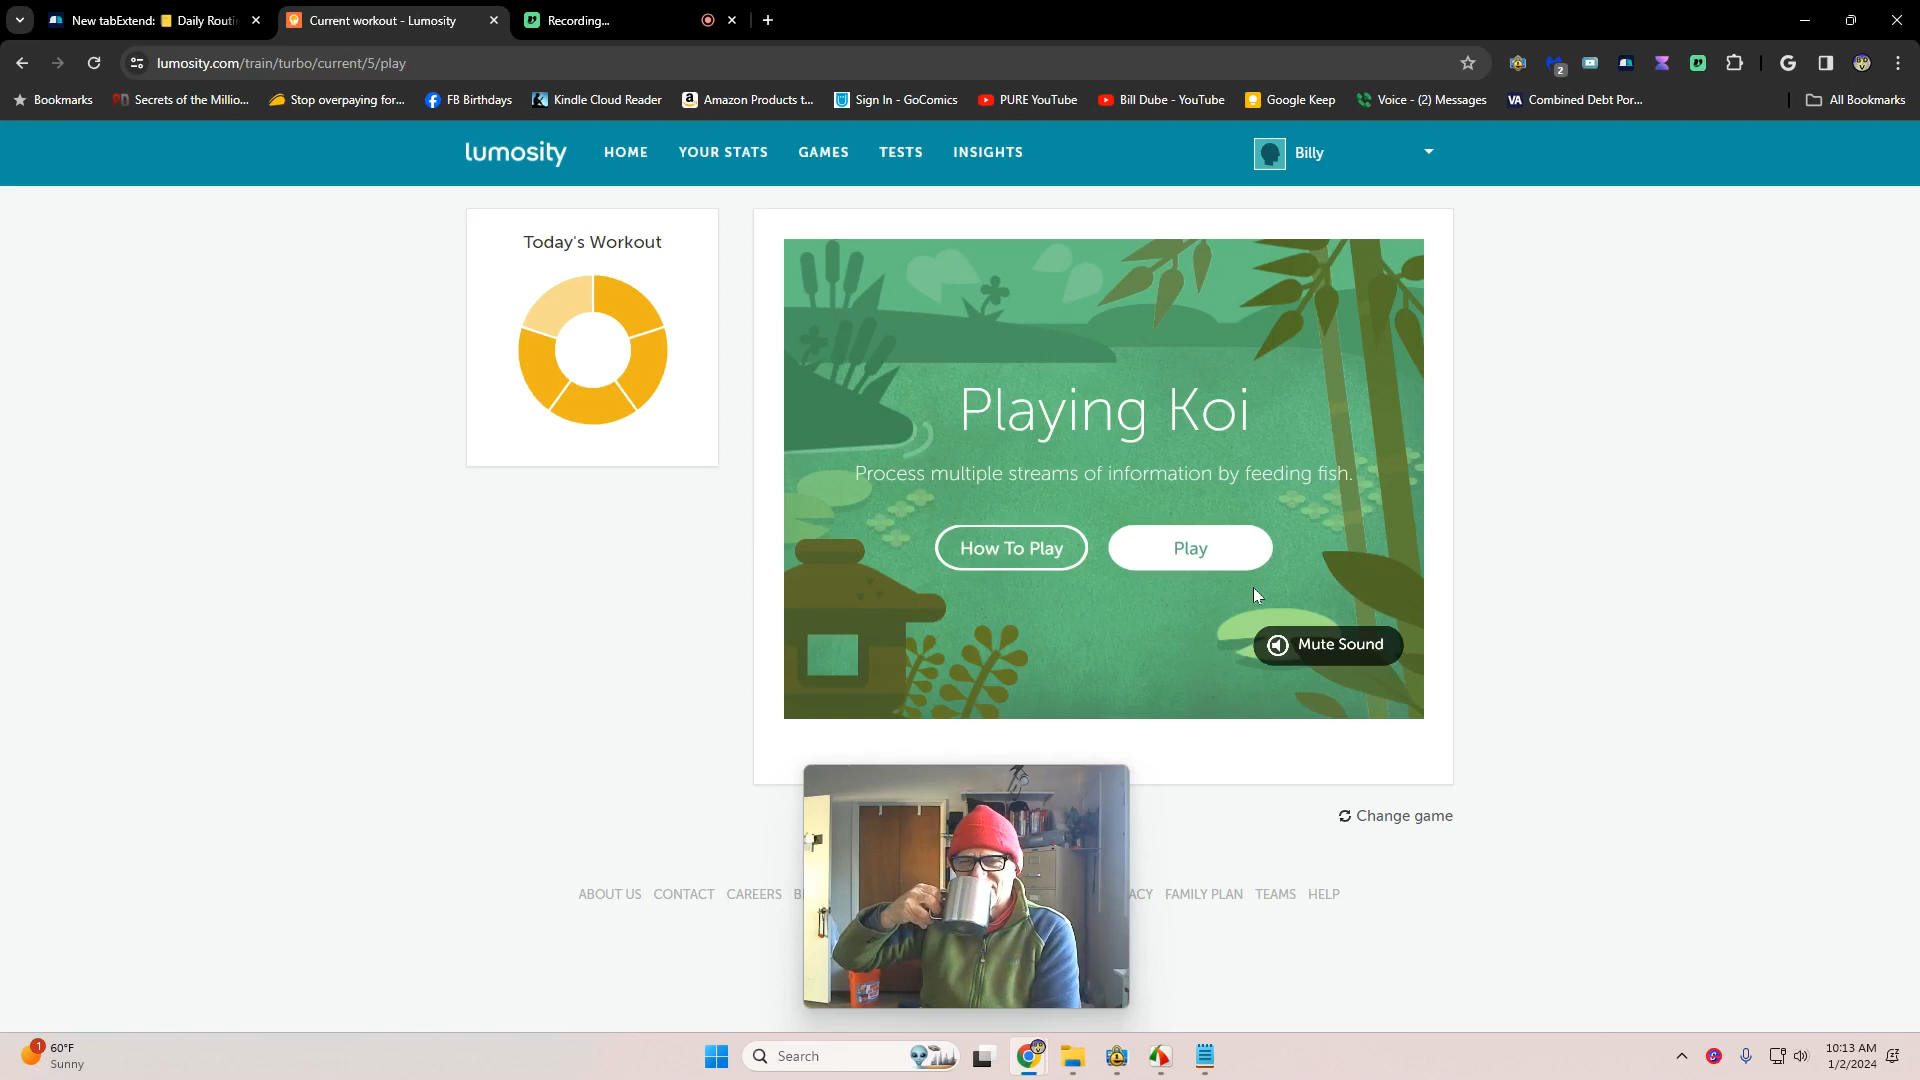 New tabExtend: 📒 Daily Routi
Current workout - Lumosity
Recording...
lumosity.com/train/turbo/current/5/play
2
Bookmarks
Secrets of the Millio...
Stop overpaying for...
FB Birthdays
Kindle Cloud Reader
Amazon Products t...
Sign In - GoComics
PURE YouTube
Bill Dube - YouTube
Google Keep
Voice - (2) Messages
VA Combined Debt Por...
All Bookmarks
lumosity
HOME
YOUR STATS
GAMES
TESTS
INSIGHTS
Billy
Today's Workout
Playing Koi
Process multiple streams of information by feeding fish.
How To Play
Play
Mute Sound
Change game
ABOUT US CONTACT CAREERS B
ACY FAMILY PLAN TEAMS HELP
1
60°F
Sunny
Search
10:13 AM
1/2/2024